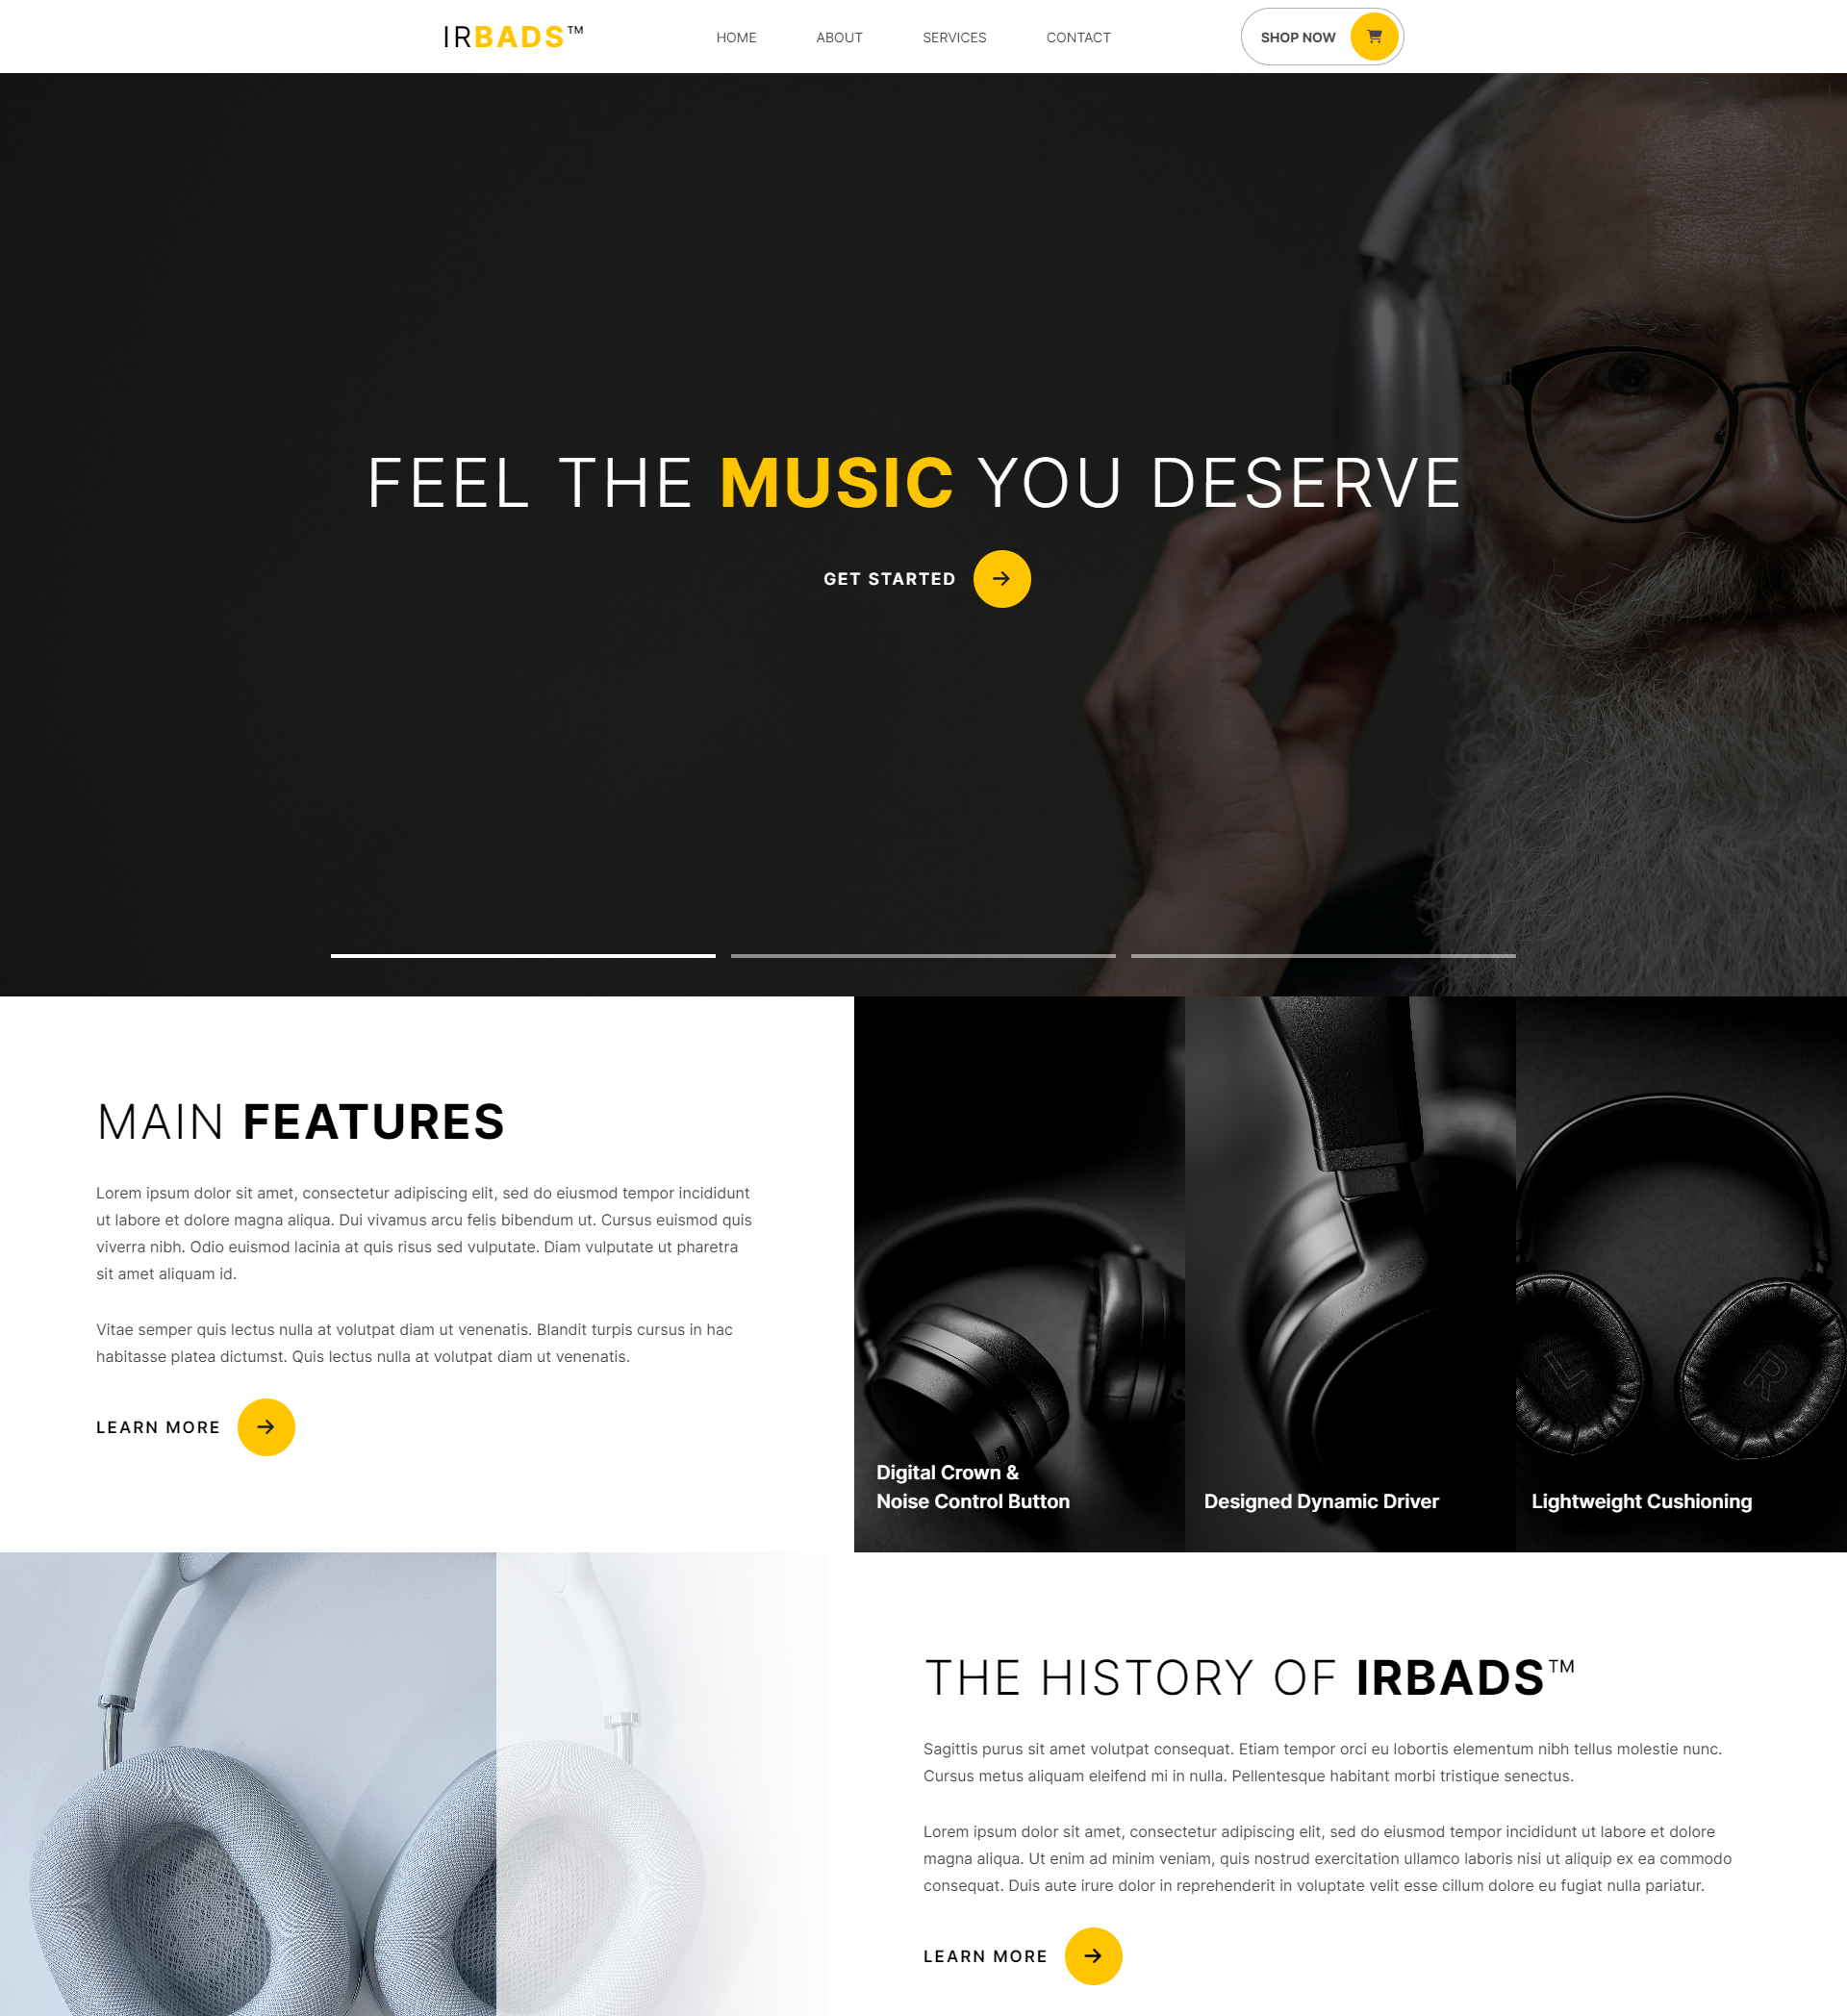 IRBADS™
HOME
ABOUT
SERVICES
CONTACT
SHOP NOW
FEEL THE MUSIC YOU DESERVE
GET STARTED
MAIN FEATURES
Lorem ipsum dolor sit amet, consectetur adipiscing elit, sed do eiusmod tempor incididunt
ut labore et dolore magna aliqua. Dui vivamus arcu felis bibendum ut. Cursus euismod quis
viverra nibh. Odio euismod lacinia at quis risus sed vulputate. Diam vulputate ut pharetra
sit amet aliquam id.
Vitae semper quis lectus nulla at volutpat diam ut venenatis. Blandit turpis cursus in hac
habitasse platea dictumst. Quis lectus nulla at volutpat diam ut venenatis.
LEARN MORE
Digital Crown &
Noise Control Button
Designed Dynamic Driver
L
R
Lightweight Cushioning
THE HISTORY OF IRBADS™
Sagittis purus sit amet volutpat consequat. Etiam tempor orci eu lobortis elementum nibh tellus molestie nunc.
Cursus metus aliquam eleifend mi in nulla. Pellentesque habitant morbi tristique senectus.
Lorem ipsum dolor sit amet, consectetur adipiscing elit, sed do eiusmod tempor incididunt ut labore et dolore
magna aliqua. Ut enim ad minim veniam, quis nostrud exercitation ullamco laboris nisi ut aliquip ex ea commodo
consequat. Duis aute irure dolor in reprehenderit in voluptate velit esse cillum dolore eu fugiat nulla pariatur.
LEARN MORE